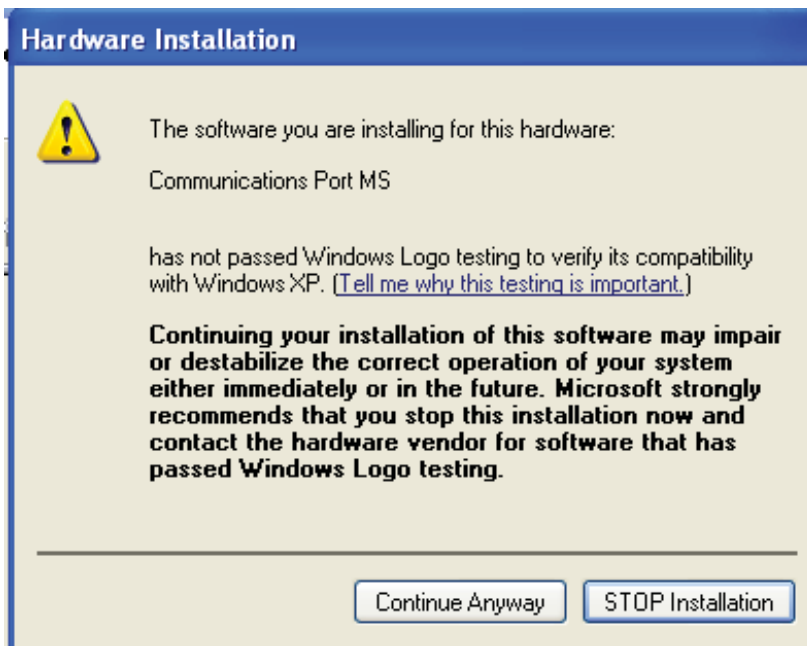 Hardware Installation
The software you are installing for this hardware:
Communications Port MS
has not passed Windows Logo testing to verify its compatibility
with Windows XP. (Tell me why this testing is important.)
Continuing your installation of this software may impair
or destabilize the correct operation of your system
either immediately or in the future. Microsoft strongly
recommends that you stop this installation now and
contact the hardware vendor for software that has
passed Windows Logo testing.
Continue Anyway
STOP Installation